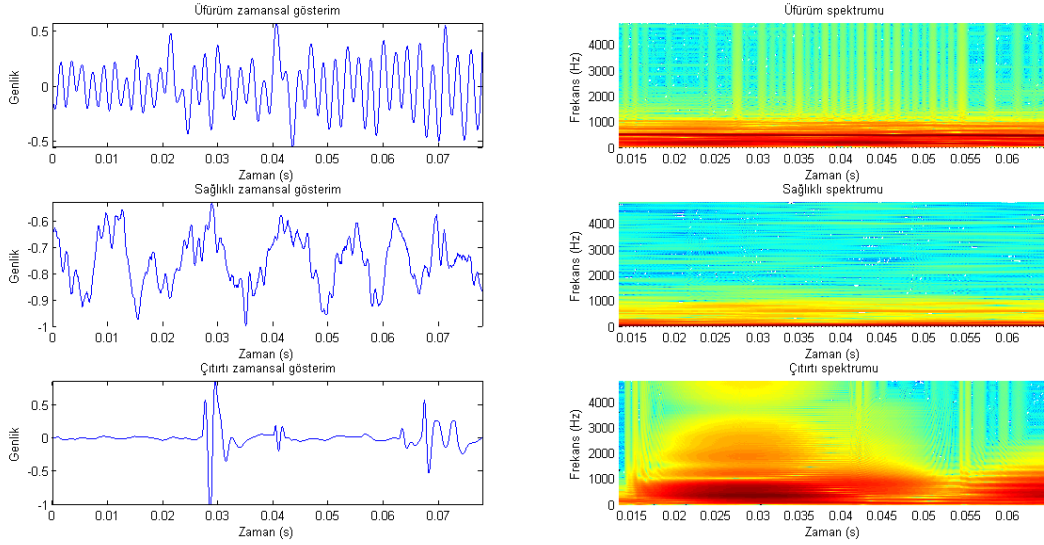 Üfürüm zamansal gösterim
0.5
0
-0.5
Genlik
0 0.01 0.02 0.03 0.04 0.05 0.06 0.07
Zaman (s)
Üfürüm spektrumu
4000
3000
2000
1000
0
Frekans (Hz)
0.015 0.02 0.025 0.03 0.035 0.04 0.045 0.05 0.055 0.06
Zaman (s)
Sağlıklı zamansal gösterim
-0.6
-0.7
-0.8
-0.9
-1
Genlik
0 0.01 0.02 0.03 0.04 0.05 0.06 0.07
Zaman (s)
Sağlıklı spektrumu
4000
3000
2000
1000
0
Frekans (Hz)
0.015 0.02 0.025 0.03 0.035 0.04 0.045 0.05 0.055 0.06
Zaman (s)
Çıtırtı zamansal gösterim
0.5
0
-0.5
-1
Genlik
0 0.01 0.02 0.03 0.04 0.05 0.06 0.07
Zaman (s)
Çıtırtı spektrumu
4000
3000
2000
1000
0
Frekans (Hz)
0.015 0.02 0.025 0.03 0.035 0.04 0.045 0.05 0.055 0.06
Zaman (s)